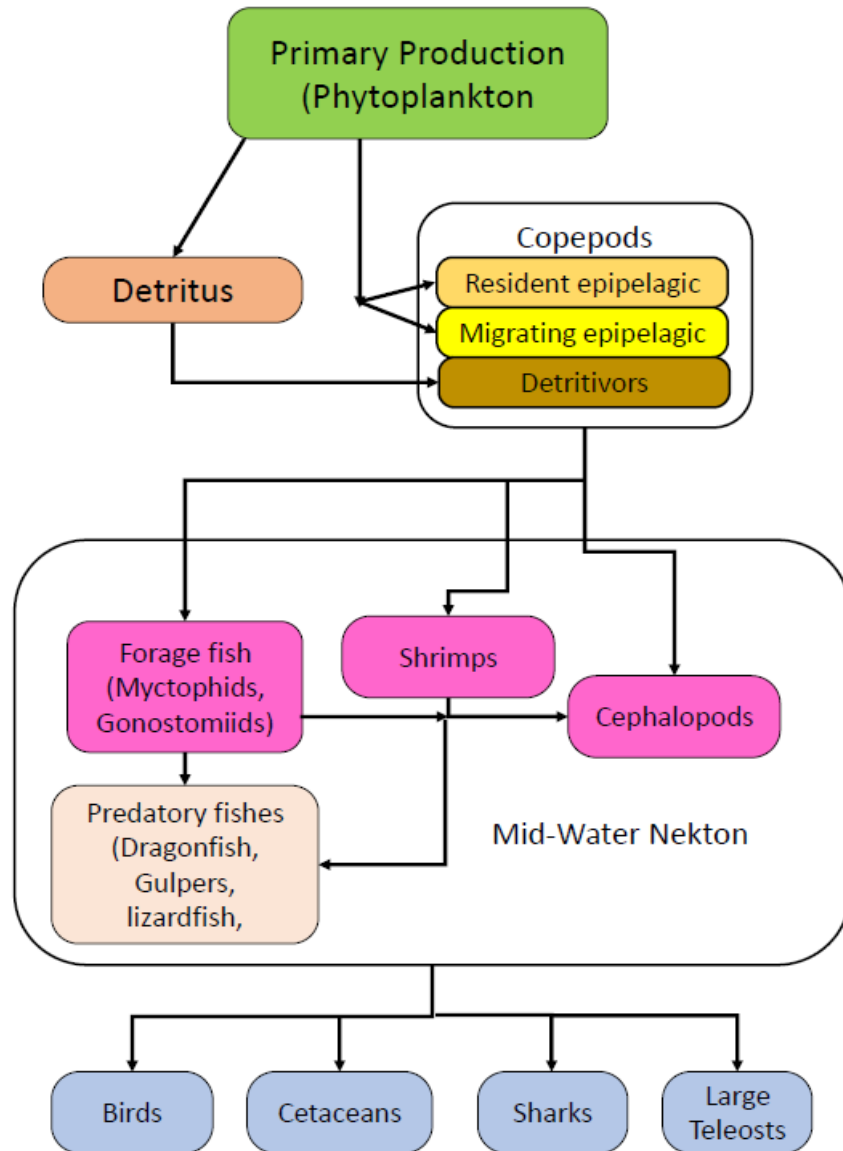 Primary Production
(Phytoplankton
Copepods
Resident epipelagic
Detritus
Migrating epipelagic
Detritivors
Forage fish
(Myctophids,
Gonostomiids)
Shrimps
Cephalopods
Predatory fishes
(Dragonfish,
Gulpers,
lizardfish,
Mid-Water Nekton
Birds
Cetaceans
Sharks
Large
Teleosts